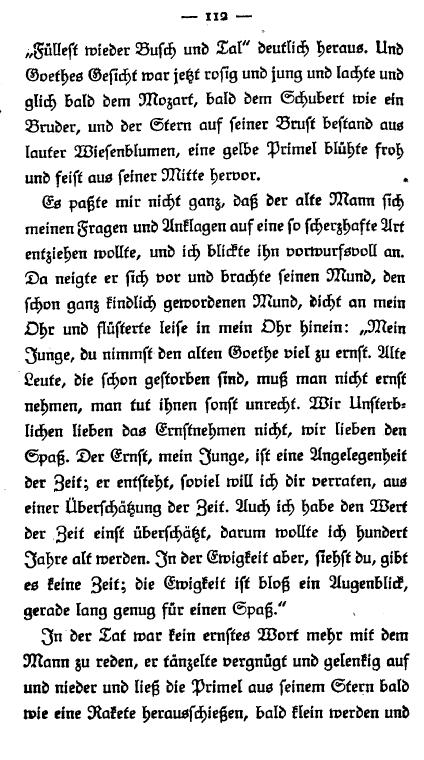 — 112 —
„Füllest wieder Busch und Tal“ deutlich heraus. Und
Goethes Gesicht war jetzt rosig und jung und lachte und
glich bald dem Mozart, bald dem Schubert wie ein
Bruder, und der Stern auf seiner Brust bestand aus
lauter Wiesenblumen, eine gelbe Primel blühte froh
und feist aus seiner Mitte hervor.
Es paßte mir nicht ganz, daß der alte Mann sich
meinen Fragen und Anklagen auf eine so scherzhafte Art
entziehen wollte, und ich blickte ihn vorwurfsvoll an.
Da neigte er sich vor und brachte seinen Mund, den
schon ganz kindlich gewordenen Mund, dicht an mein
Ohr und flüsterte leise in mein Ohr hinein: „Mein
Junge, du nimmst den alten Goethe viel zu ernst. Alte
Leute, die schon gestorben sind, muß man nicht ernst
nehmen, man tut ihnen sonst unrecht. Wir Unsterb-
lichen lieben das Ernstnehmen nicht, wir lieben den
Spaß. Der Ernst, mein Junge, ist eine Angelegenheit
der Zeit; er entsteht, soviel will ich dir verraten, aus
einer Überschätzung der Zeit. Auch ich habe den Wert
der Zeit einst überschätzt, darum wollte ich hundert
Jahre alt werden. In der Ewigkeit aber, siehst du, gibt
es keine Zeit; die Ewigkeit ist bloß ein Augenblick,
gerade lang genug für einen Spaß.“
In der Tat war kein ernstes Wort mehr mit dem
Mann zu reden, er tänzelte vergnügt und gelenkig auf
und nieder und ließ die Primel aus seinem Stern bald
wie eine Rakete herausschießen, bald klein werden und